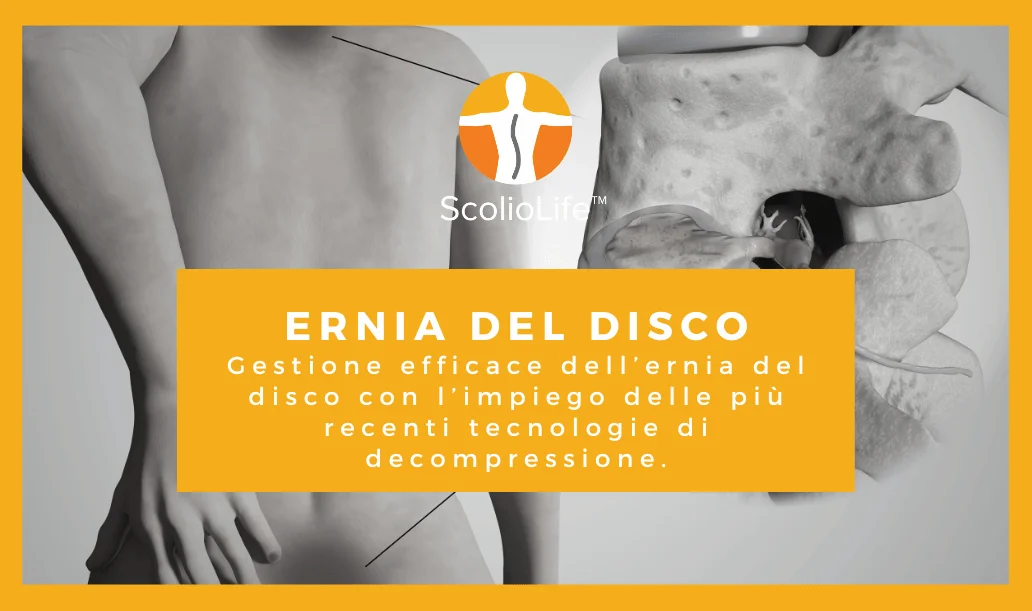 ScolioLife™
ERNIA DEL DISCO
Gestione efficace dell’ernia del
disco con l’impiego delle più
recenti tecnologie di
decompressione.